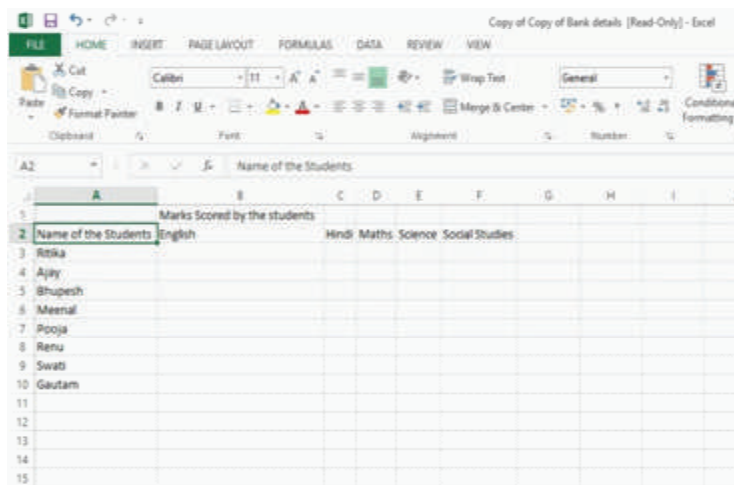 Copy of Copy of Bank details [Read-Only] - Excel
FILE HOME INSERT PAGE LAYOUT FORMULAS DATA REVIEW VIEW
Cut
Copy
Format Painter
Paste
Calibri 11 A A
B I U A
Wrap Text
Merge & Center
General
%
Conditional
Formatting
Clipboard Font Alignment Number
A2 fx Name of the Students
A B C D E F G H I
1 Marks Scored by the students
2 Name of the Students English Hindi Maths Science Social Studies
3 Ritika
4 Ajay
5 Bhupesh
6 Meenal
7 Pooja
8 Renu
9 Swati
10 Gautam
11
12
13
14
15